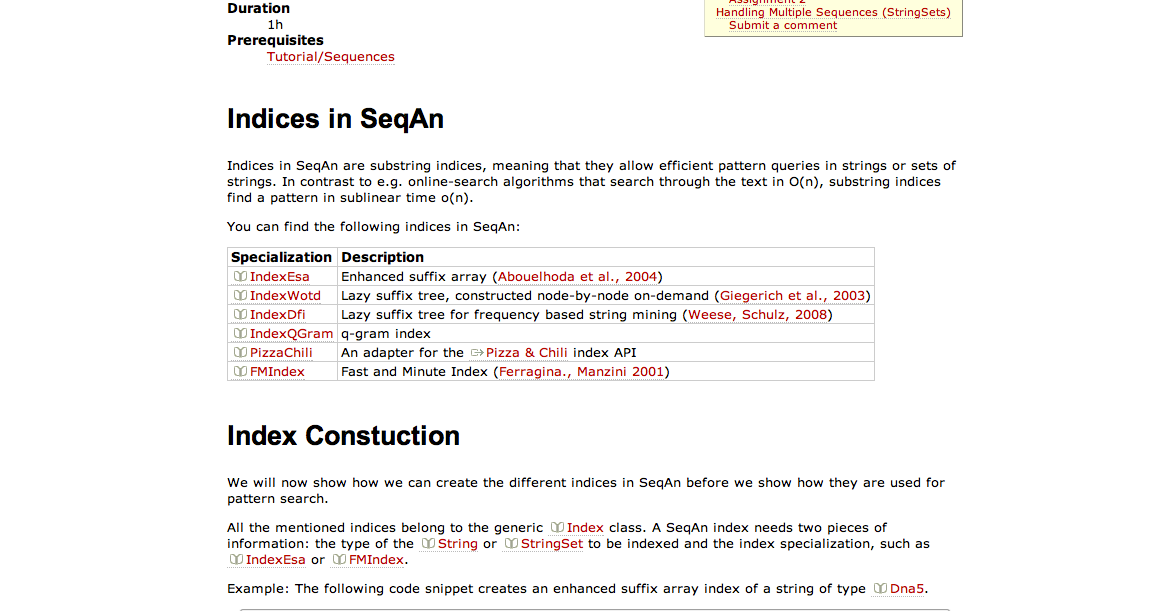 Duration
1h
Prerequisites
Tutorial/Sequences
Assignment 2
Handling Multiple Sequences (StringSets)
Submit a comment
Indices in SeqAn
Indices in SeqAn are substring indices, meaning that they allow efficient pattern queries in strings or sets of
strings. In contrast to e.g. online-search algorithms that search through the text in O(n), substring indices
find a pattern in sublinear time o(n).
You can find the following indices in SeqAn:
Specialization Description
IndexEsa Enhanced suffix array (Abouelhoda et al., 2004)
IndexWotd Lazy suffix tree, constructed node-by-node on-demand (Giegerich et al., 2003)
IndexDfi Lazy suffix tree for frequency based string mining (Weese, Schulz, 2008)
IndexQGram q-gram index
PizzaChili An adapter for the Pizza & Chili index API
FMIndex Fast and Minute Index (Ferragina., Manzini 2001)
Index Constuction
We will now show how we can create the different indices in SeqAn before we show how they are used for
pattern search.
All the mentioned indices belong to the generic Index class. A SeqAn index needs two pieces of
information: the type of the String or StringSet to be indexed and the index specialization, such as
IndexEsa or FMIndex.
Example: The following code snippet creates an enhanced suffix array index of a string of type Dna5.